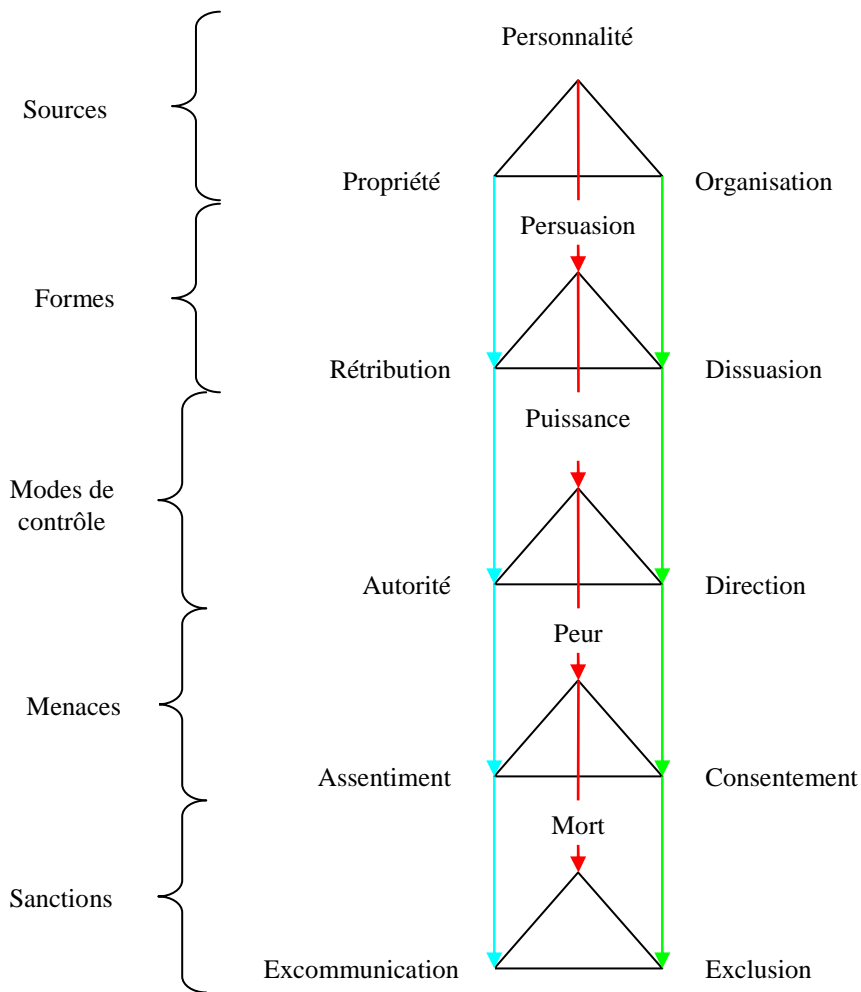 Personnalité
Sources
Propriété
Organisation
Persuasion
Formes
Rétribution
Dissuasion
Puissance
Modes de
contrôle
Autorité
Direction
Peur
Menaces
Assentiment
Consentement
Mort
Sanctions
Excommunication
Exclusion